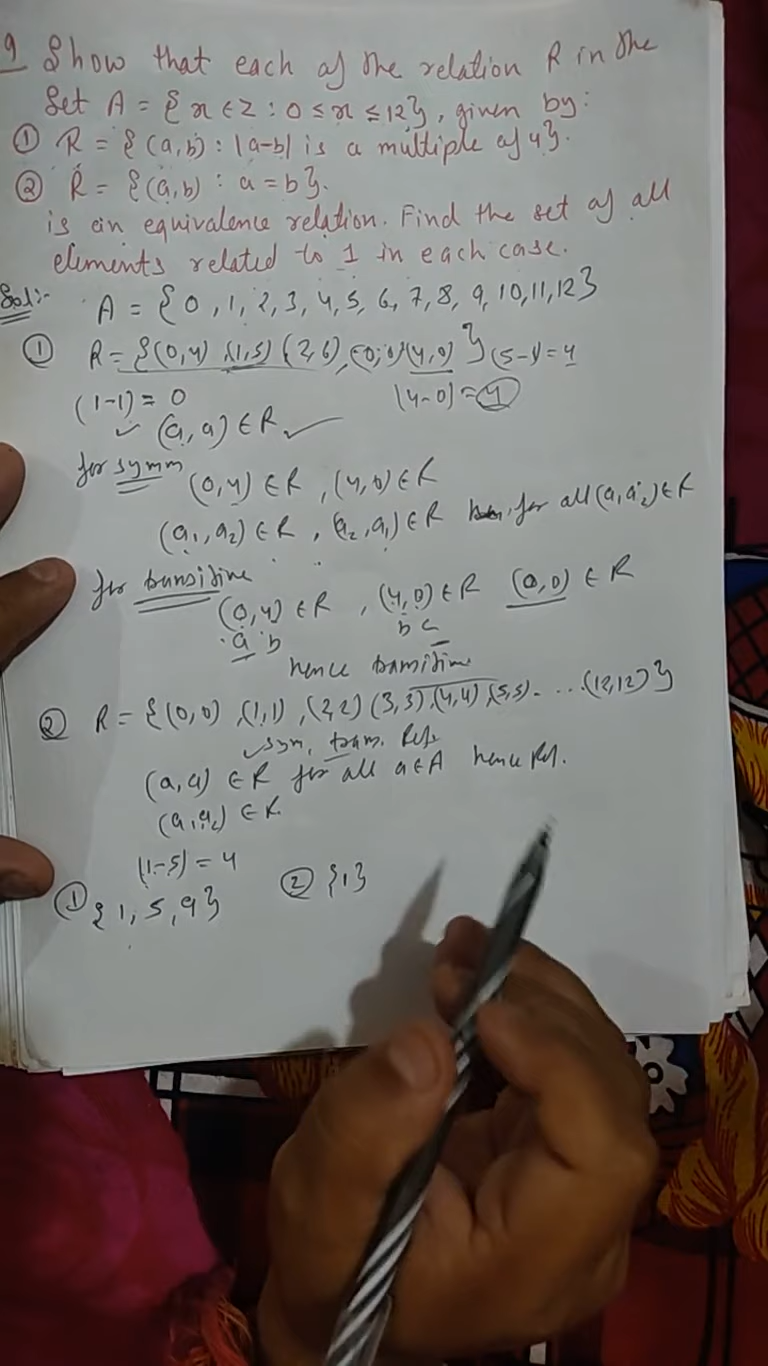 9 Show that each of the relation R in the
Set A = { x ∈ Z : 0 ≤ x ≤ 12}, given by:
① R = { (a,b) : |a-b| is a multiple of 4}.
② R = {(a,b) : a = b}.
is an equivalence relation. Find the set of all
elements related to 1 in each case.
Sol:- A = {0, 1, 2, 3, 4, 5, 6, 7, 8, 9, 10, 11, 12}
① R = {(0,4), (1,5) (2,6), (0,0) (4,0)} (5-1) = 4
(1-1) = 0 |4-0| = 4
✓ (a, a) ∈ R ✓
for symm (0,4) ∈ R, (4,0) ∈ R
(a₁, a₂) ∈ R, (a₂, a₁) ∈ R for all (a₁, a₂) ∈ R
for transitive (0,4) ∈ R, (4,0) ∈ R (0,0) ∈ R
a b b c
hence transitive
② R = {(0,0), (1,1), (2,2) (3,3), (4,4), (5,5)- ...(12,12)}
sym, tran. Ref.
(a, a) ∈ R for all a ∈ A hence Ref.
(a₁, a₂) ∈ R
(1-5) = 4
① {1, 5, 9} ② {1}